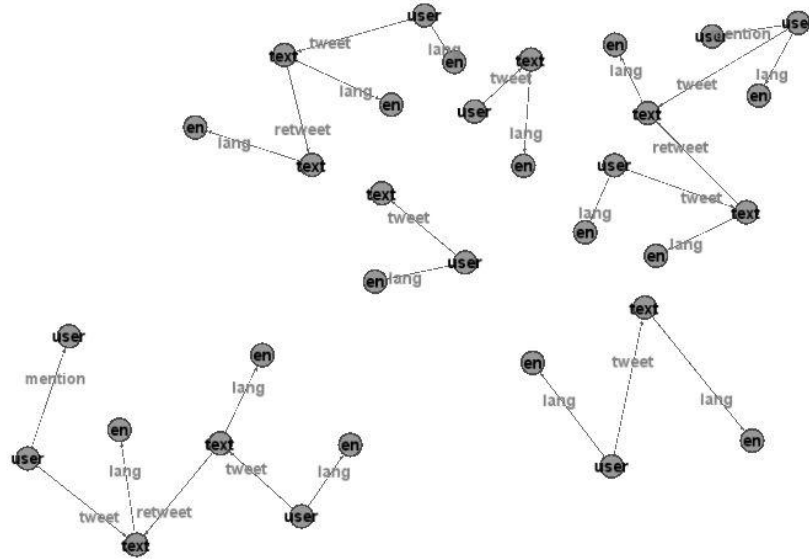 user
tweet
lang
text
en
lang
en
en
lang
retweet
text
text
tweet
user
lang
en
user
mention
user
en
lang
tweet
lang
en
text
retweet
user
lang
tweet
text
en
lang
en
text
tweet
user
en
lang
text
en
tweet
lang
lang
en
user
user
mention
user
en
lang
en
lang
text
tweet
lang
en
user
tweet
retweet
text